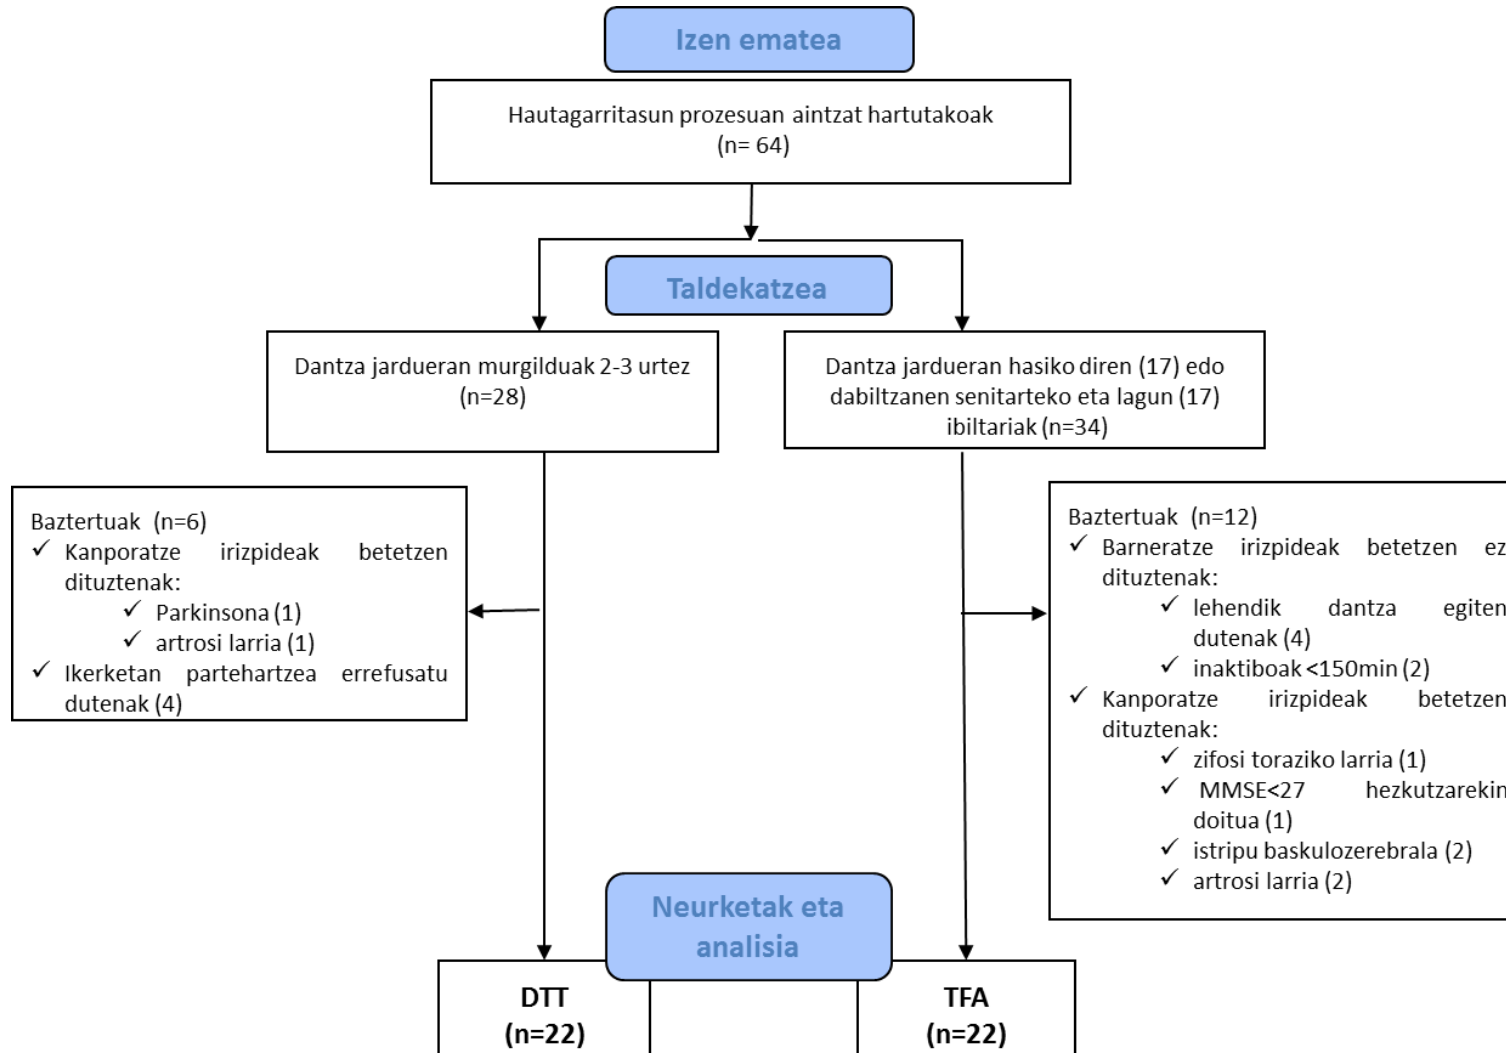 Izen ematea
Hautagarritasun prozesuan aintzat hartutakoak
(n= 64)
Taldekatzea
Dantza jardueran murgilduak 2-3 urtez
(n=28)
Dantza jardueran hasiko diren (17) edo
dabiltzanen senitarteko eta lagun (17)
ibiltariak (n=34)
Baztertuak (n=6)
✓ Kanporatze irizpideak betetzen
dituztenak:
✓ Parkinsona (1)
✓ artrosi larria (1)
✓ Ikerketan partehartzea errefusatu
dutenak (4)
Baztertuak (n=12)
✓ Barneratze irizpideak betetzen ez
dituztenak:
✓ lehendik dantza egiten
dutenak (4)
✓ inaktiboak <150min (2)
✓ Kanporatze irizpideak betetzen
dituztenak:
✓ zifosi toraziko larria (1)
✓ MMSE<27 hezkutzarekin
doitua (1)
✓ istripu baskulozerebrala (2)
✓ artrosi larria (2)
Neurketak eta
analisia
DTT
(n=22)
TFA
(n=22)